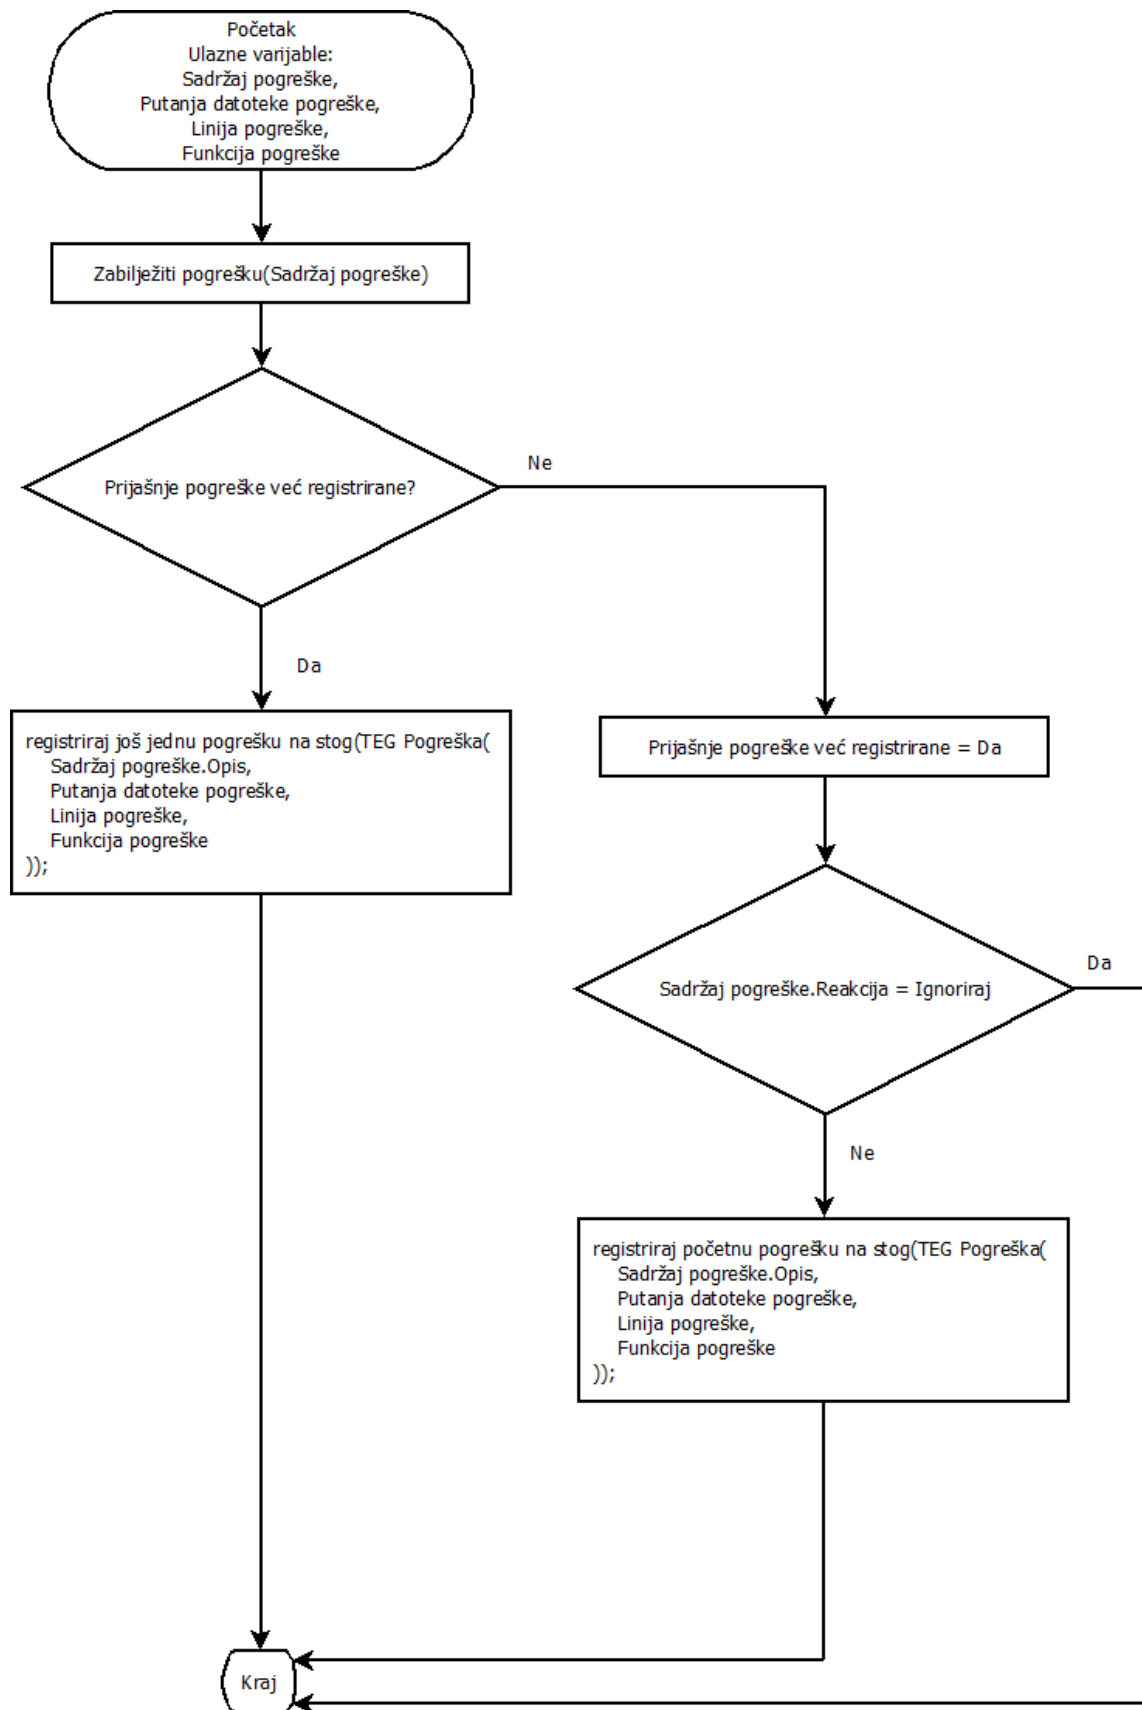 Početak
Ulazne varijable:
Sadržaj pogreške,
Putanja datoteke pogreške,
Linija pogreške,
Funkcija pogreške
Zabilježiti pogrešku(Sadržaj pogreške)
Prijašnje pogreške već registrirane?
Ne
Da
registriraj još jednu pogrešku na stog(TEG Pogreška(
Sadržaj pogreške.Opis,
Putanja datoteke pogreške,
Linija pogreške,
Funkcija pogreške
));
Prijašnje pogreške već registrirane = Da
Sadržaj pogreške.Reakcija = Ignoriraj
Da
Ne
registriraj početnu pogrešku na stog(TEG Pogreška(
Sadržaj pogreške.Opis,
Putanja datoteke pogreške,
Linija pogreške,
Funkcija pogreške
));
Kraj